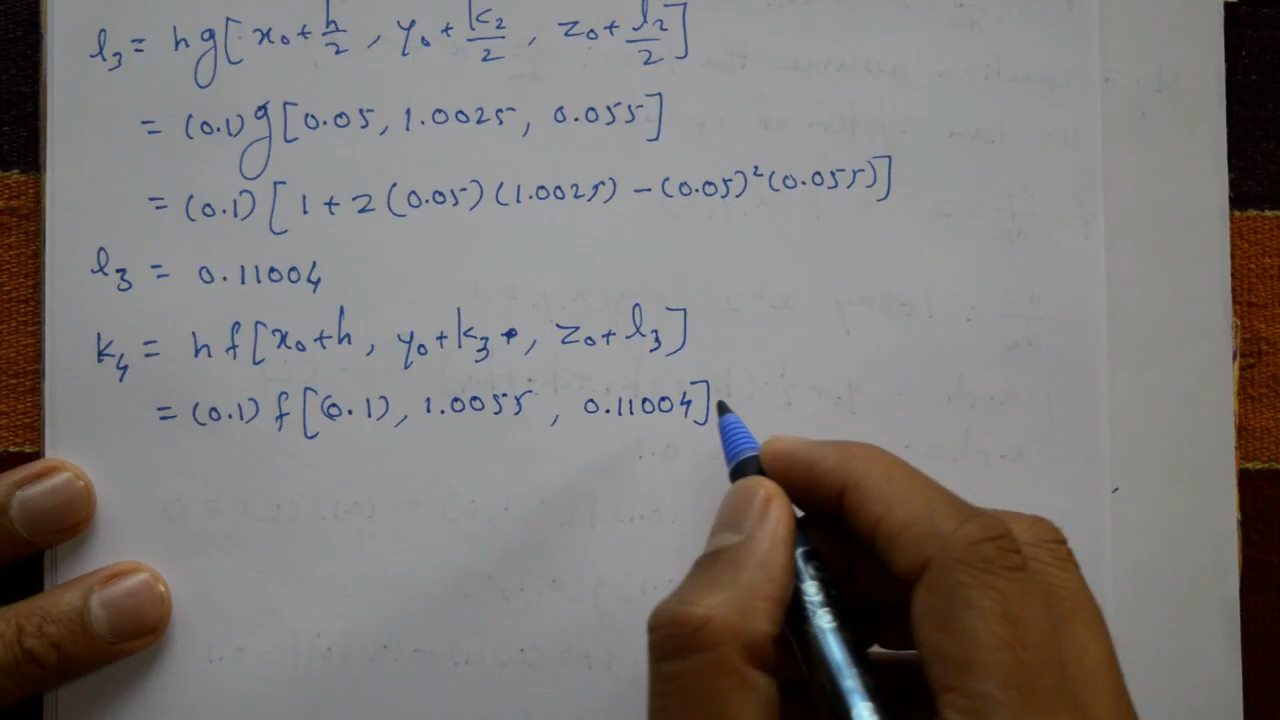 l₃ = hg[x₀+h/2, y₀+k₂/2, z₀+l₂/2]
= (0.1)g[0.05, 1.0025, 0.055]
= (0.1)[1+2(0.05)(1.0025) - (0.05)²(0.055)]
l₃ = 0.11004
k₄ = hf[x₀+h, y₀+k₃, z₀+l₃]
= (0.1)f[(0.1), 1.0055, 0.11004]